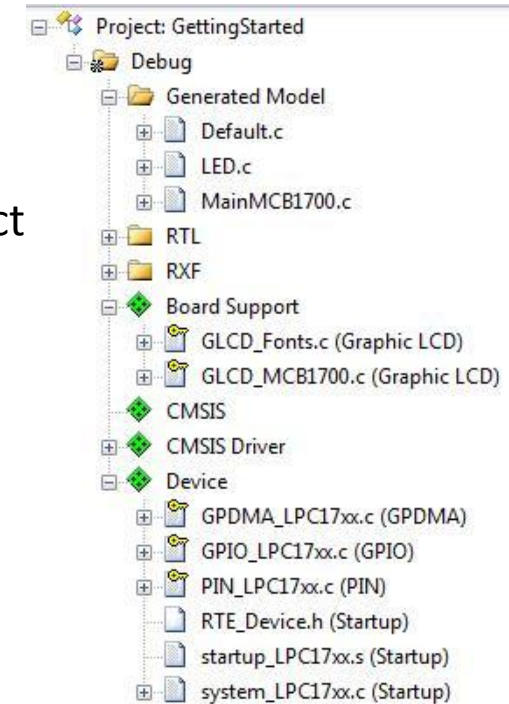 Project: GettingStarted
Debug
Generated Model
Default.c
LED.c
MainMCB1700.c
ct
RTL
RXF
Board Support
GLCD_Fonts.c (Graphic LCD)
GLCD_MCB1700.c (Graphic LCD)
CMSIS
CMSIS Driver
Device
GPDMA_LPC17xx.c (GPDMA)
GPIO_LPC17xx.c (GPIO)
PIN_LPC17xx.c (PIN)
RTE_Device.h (Startup)
startup_LPC17xx.s (Startup)
system_LPC17xx.c (Startup)